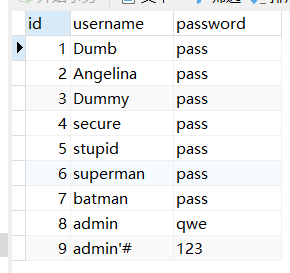 id username password
1 Dumb pass
2 Angelina pass
3 Dummy pass
4 secure pass
5 stupid pass
6 superman pass
7 batman pass
8 admin qwe
9 admin'# 123